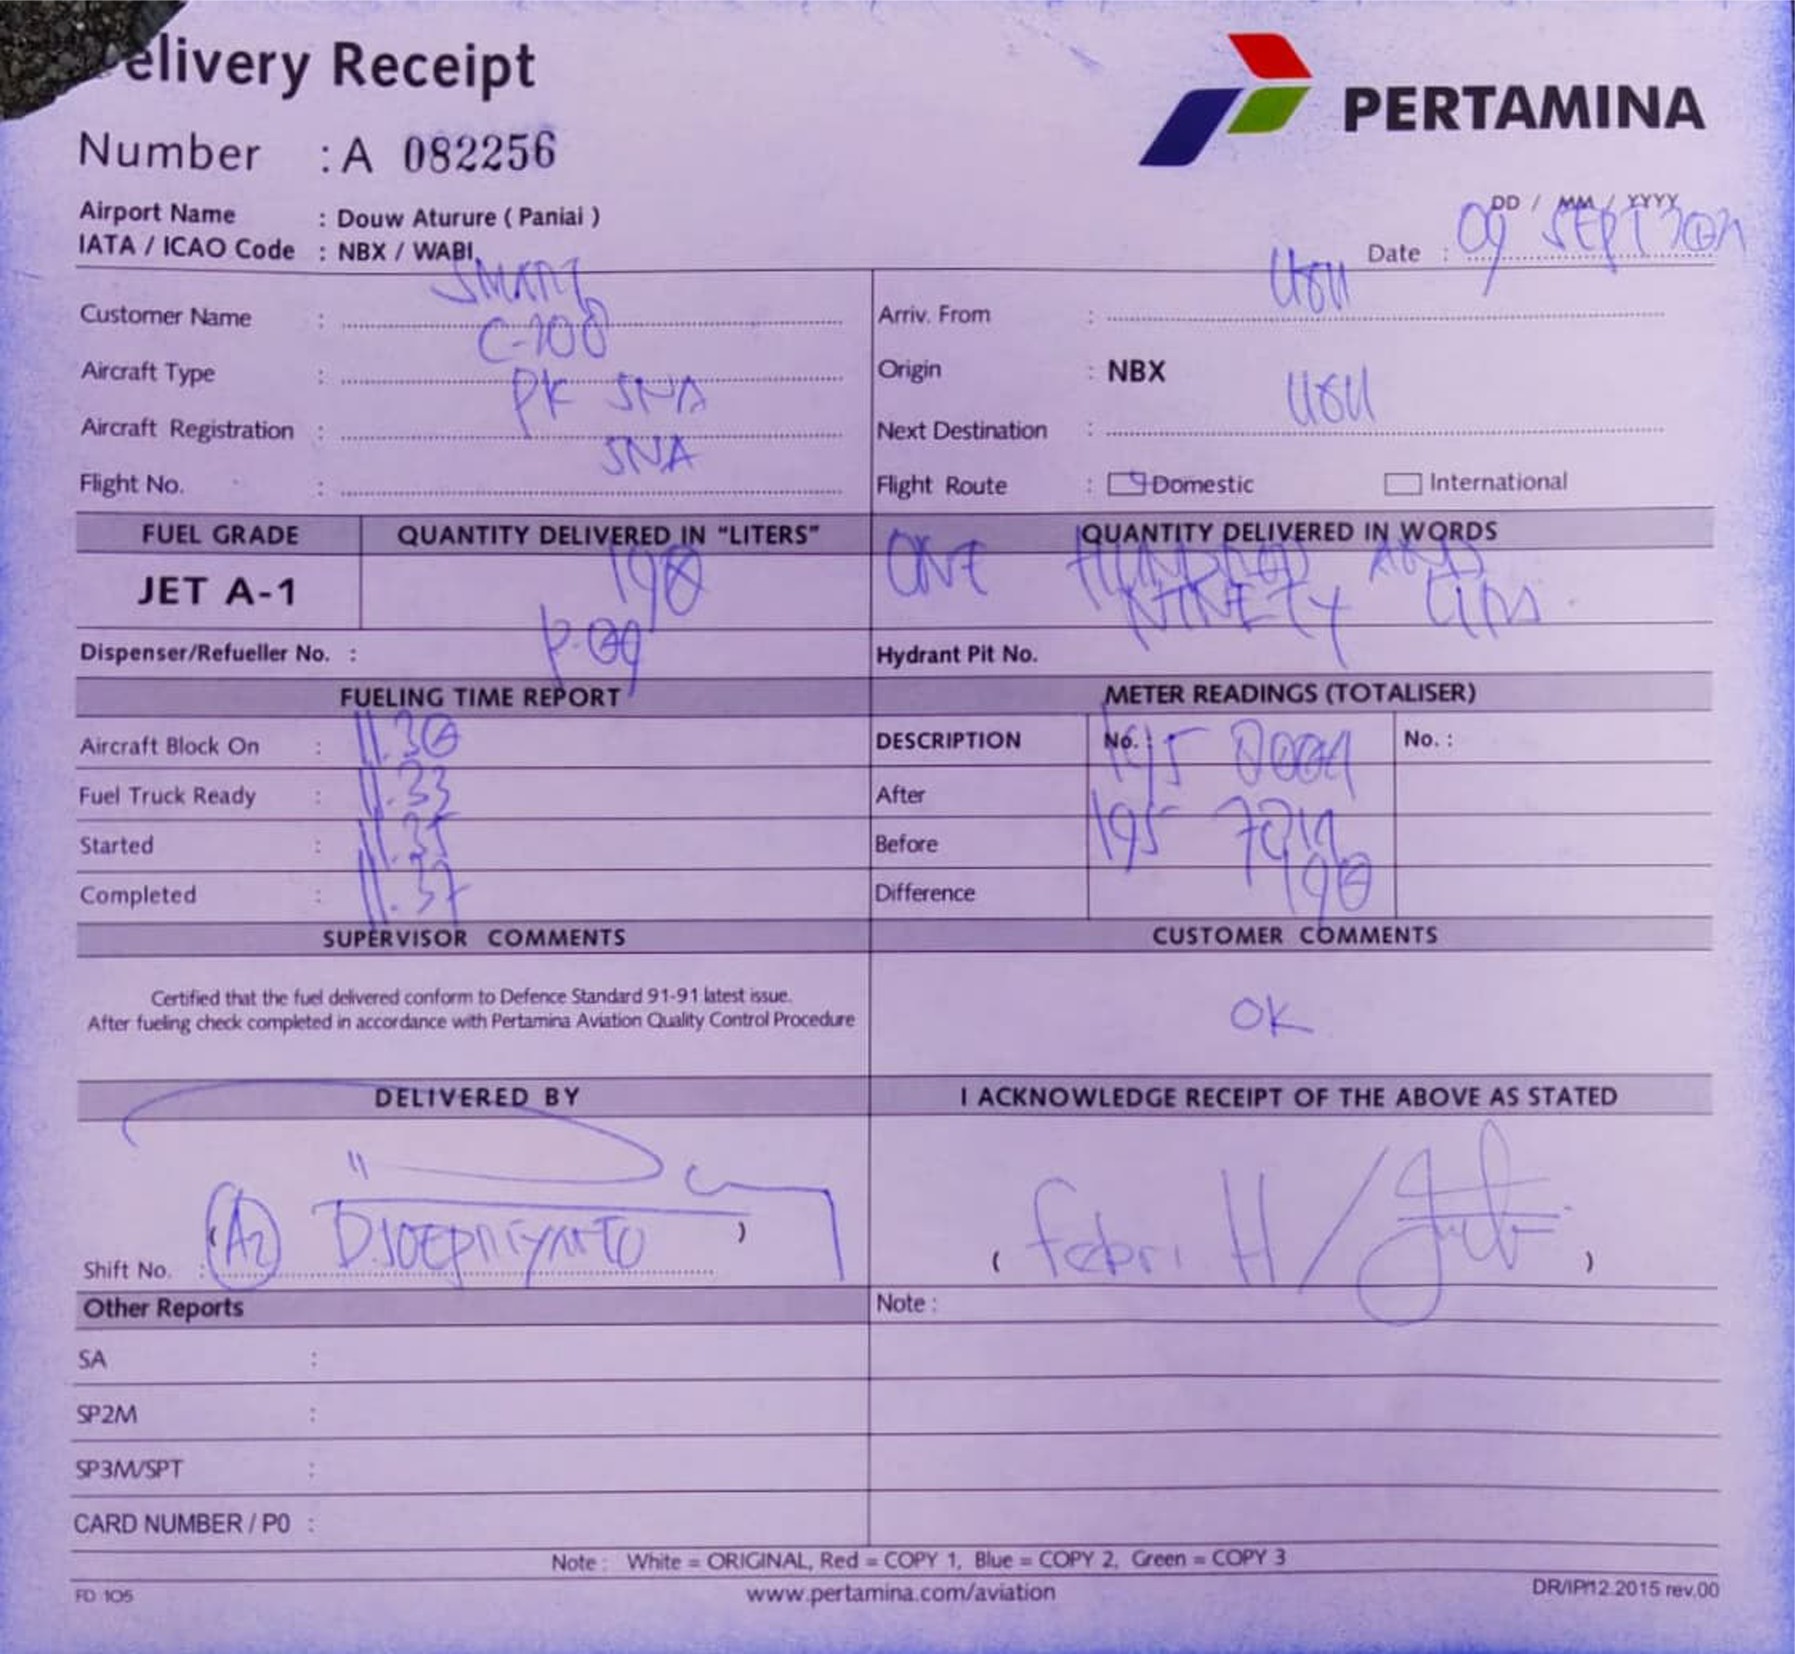 elivery Receipt
PERTAMINA
Number : A 082256
Airport Name : Douw Aturure ( Paniai )
IATA / ICAO Code : NBX / WABI
DD / MM / YYYY
Date : 09 SEPT
Customer Name : SMART
Arriv. From :
Aircraft Type : C-208
Origin : NBX
Aircraft Registration : PK SNA
Next Destination :
Flight No. : SNA
Flight Route : Domestic International
FUEL GRADE QUANTITY DELIVERED IN "LITERS" QUANTITY DELIVERED IN WORDS
JET A-1 190 ONE HUNDRED AND
NINETY
Dispenser/Refueller No. :
Hydrant Pit No.
FUELING TIME REPORT METER READINGS (TOTALISER)
Aircraft Block On : 11.30
DESCRIPTION No. : No. :
Fuel Truck Ready : 11.33
After 195
Started : 11.35
Before 195
Completed : 11.37
Difference 190
SUPERVISOR COMMENTS CUSTOMER COMMENTS
Certified that the fuel delivered conform to Defence Standard 91-91 latest issue.
After fueling check completed in accordance with Pertamina Aviation Quality Control Procedure
OK
DELIVERED BY I ACKNOWLEDGE RECEIPT OF THE ABOVE AS STATED
Shift No. : (A2) )
( Febri. H / )
Other Reports Note :
SA :
SP2M :
SP3M/SPT :
CARD NUMBER / P0 :
Note : White = ORIGINAL, Red = COPY 1, Blue = COPY 2, Green = COPY 3
FD 105 www.pertamina.com/aviation DR/IP/12.2015 rev.00